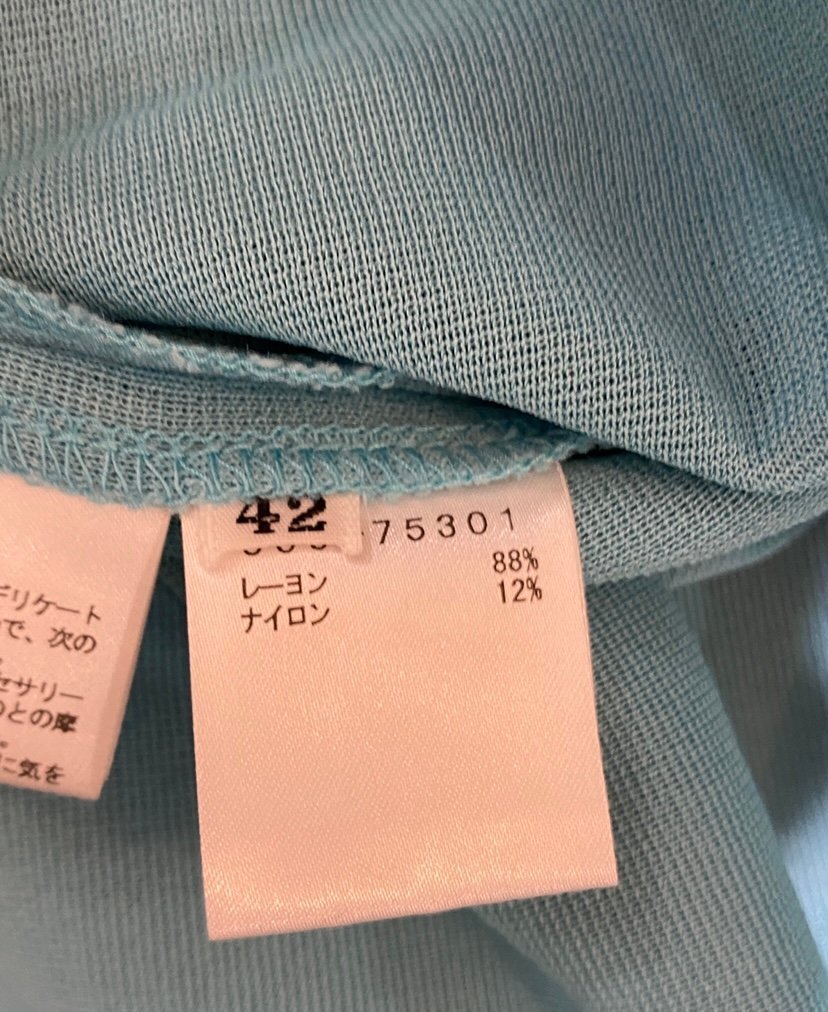 42
-75301
レーヨン 88%
ナイロン 12%
デリケート
で、次の
セサリー
のとの摩
。
に気を